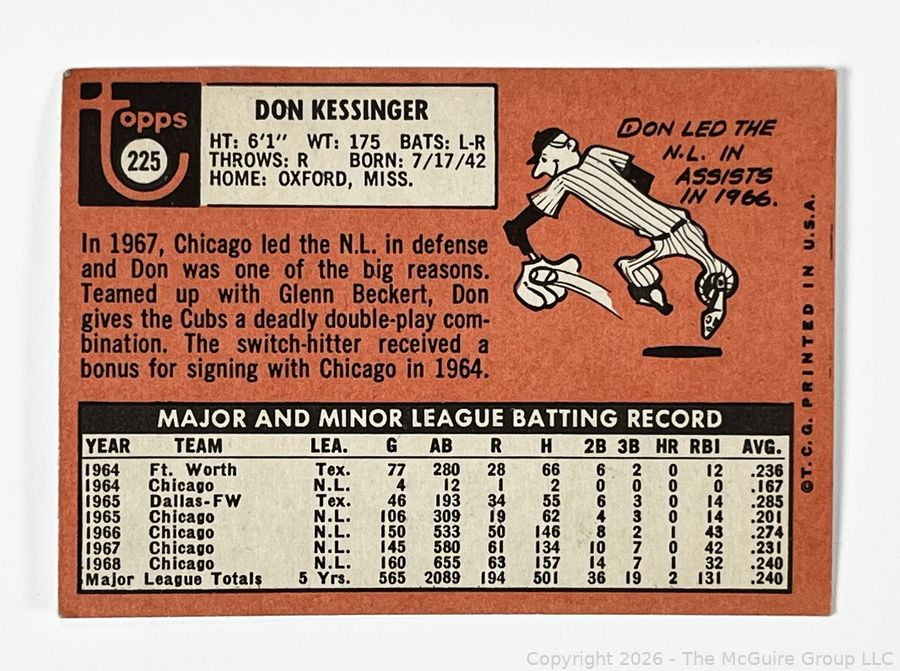 topps
225
DON KESSINGER
HT: 6'1" WT: 175 BATS: L-R
THROWS: R BORN: 7/17/42
HOME: OXFORD, MISS.
DON LED THE
N.L. IN
ASSISTS
IN 1966.
In 1967, Chicago led the N.L. in defense
and Don was one of the big reasons.
Teamed up with Glenn Beckert, Don
gives the Cubs a deadly double-play com-
bination. The switch-hitter received a
bonus for signing with Chicago in 1964.
©T.C.G. PRINTED IN U.S.A.
MAJOR AND MINOR LEAGUE BATTING RECORD
YEAR TEAM LEA. G AB R H 2B 3B HR RBI AVG.
1964 Ft. Worth Tex. 77 280 28 66 6 2 0 12 .236
1964 Chicago N.L. 4 12 1 2 0 0 0 0 .167
1965 Dallas-FW Tex. 46 193 34 55 6 3 0 14 .285
1965 Chicago N.L. 106 309 19 62 4 3 0 14 .201
1966 Chicago N.L. 150 533 50 146 8 2 1 43 .274
1967 Chicago N.L. 145 580 61 134 10 7 0 42 .231
1968 Chicago N.L. 160 655 63 157 14 7 1 32 .240
Major League Totals 5 Yrs. 565 2089 194 501 36 19 2 131 .240
Copyright 2026 - The McGuire Group LLC